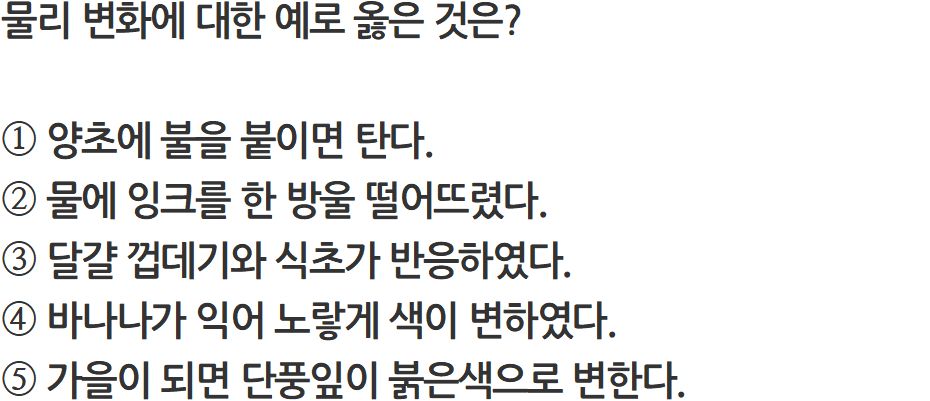 물리 변화에 대한 예로 옳은 것은?
① 양초에 불을 붙이면 탄다.
② 물에 잉크를 한 방울 떨어뜨렸다.
③ 달걀 껍데기와 식초가 반응하였다.
④ 바나나가 익어 노랗게 색이 변하였다.
⑤ 가을이 되면 단풍잎이 붉은색으로 변한다.